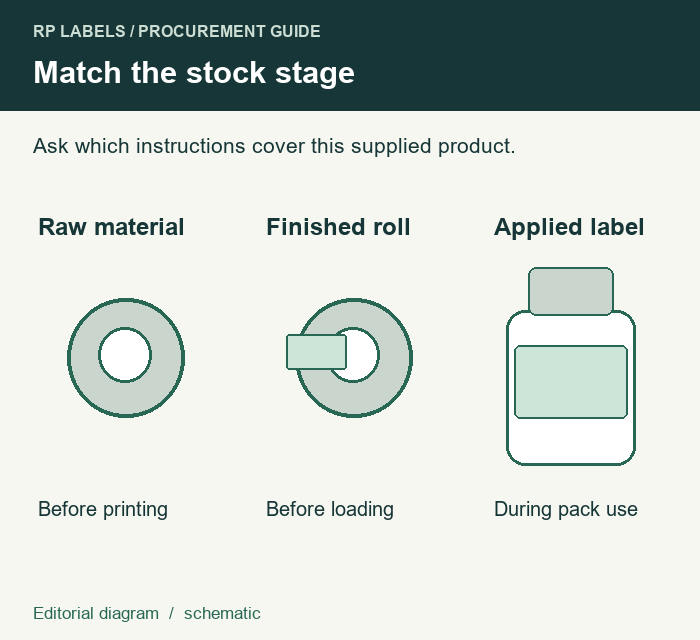 RP LABELS / PROCUREMENT GUIDE
Match the stock stage
Ask which instructions cover this supplied product.
Raw material
Finished roll
Applied label
Before printing
Before loading
During pack use
Editorial diagram / schematic